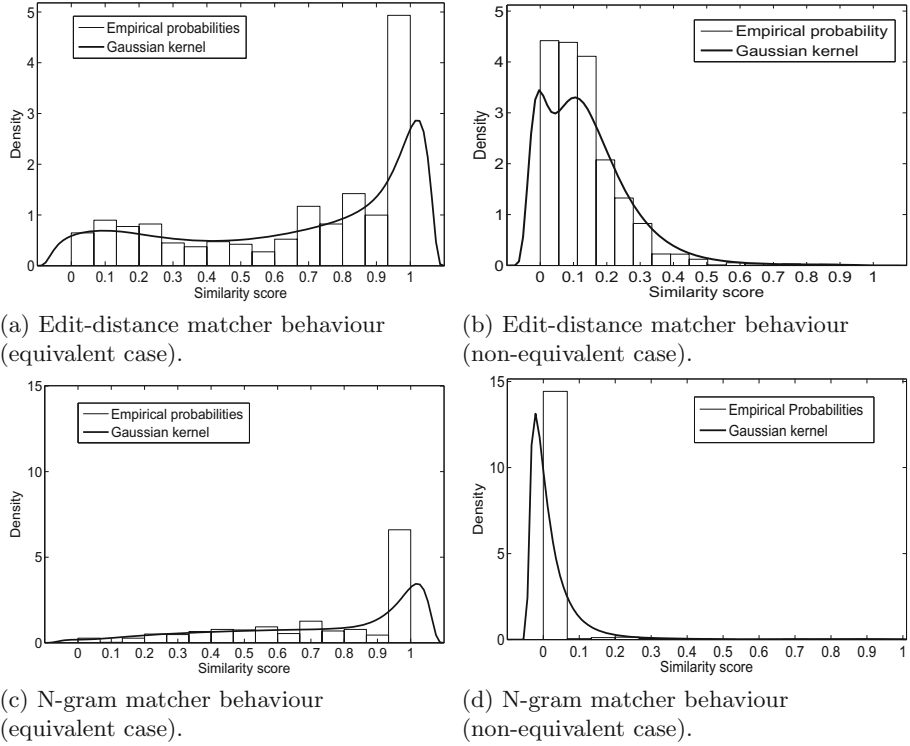 5
4
3
2
1
0
Density
Empirical probabilities
Gaussian kernel
0 0.1 0.2 0.3 0.4 0.5 0.6 0.7 0.8 0.9 1
Similarity score
(a) Edit-distance matcher behaviour
(equivalent case).
5
4
3
2
1
0
Density
Empirical probability
Gaussian kernel
0 0.1 0.2 0.3 0.4 0.5 0.6 0.7 0.8 0.9 1
Similarity score
(b) Edit-distance matcher behaviour
(non-equivalent case).
15
10
5
0
Density
Empirical probabilities
Gaussian kernel
0 0.1 0.2 0.3 0.4 0.5 0.6 0.7 0.8 0.9 1
Similarity score
(c) N-gram matcher behaviour
(equivalent case).
15
10
5
0
Density
Empirical Probabilities
Gaussian kernel
0 0.1 0.2 0.3 0.4 0.5 0.6 0.7 0.8 0.9 1
Similarity score
(d) N-gram matcher behaviour
(non-equivalent case).